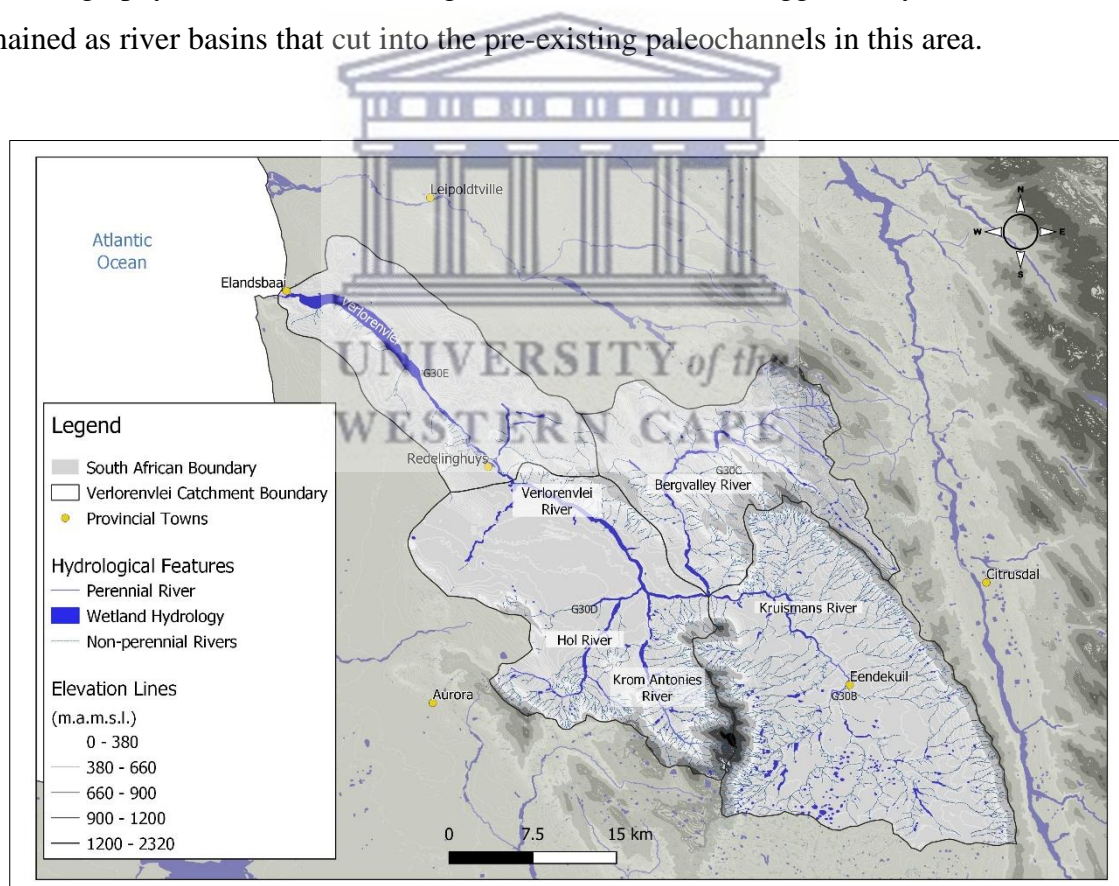 nained as river basins that cut into the pre-existing paleochannels in this area.
UNIVERSITY of the
WESTERN CAPE
Atlantic
Ocean
Leipoldtville
Elandsbaai
Verlorenvlei
G30E
Redelinghuys
Verlorenvlei
River
G30C
Bergvalley River
Citrusdal
G30D
Hol River
Kruismans River
Krom Antonies
River
Eendekuil
G30B
Aurora
N
W
E
S
Legend
South African Boundary
Verlorenvlei Catchment Boundary
Provincial Towns
Hydrological Features
Perennial River
Wetland Hydrology
Non-perennial Rivers
Elevation Lines
(m.a.m.s.l.)
0 - 380
380 - 660
660 - 900
900 - 1200
1200 - 2320
0 7.5 15 km